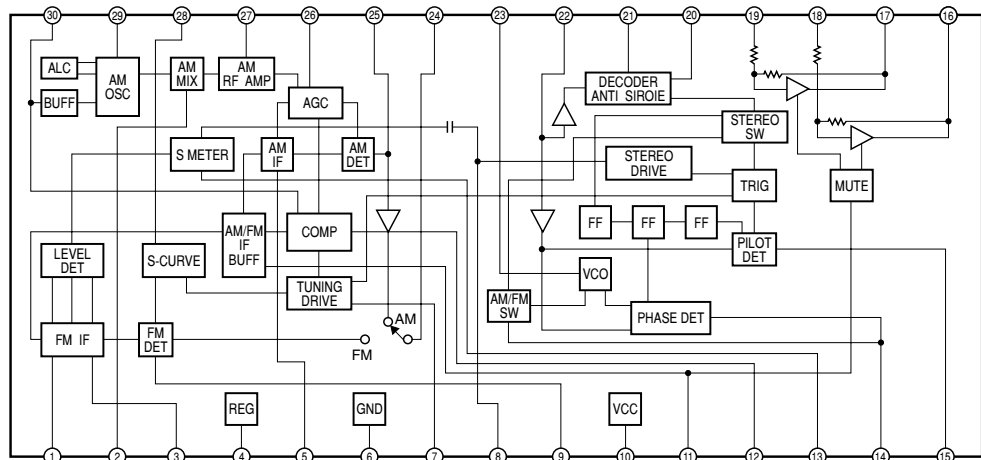 30 29 28 27 26 25 24 23 22 21 20 19 18 17 16
ALC
BUFF
AM
OSC
AM
MIX
AM
RF AMP
AGC
DECODER
ANTI SIROIE
S METER
AM
IF
AM
DET
STEREO
SW
STEREO
DRIVE
TRIG
MUTE
LEVEL
DET
S-CURVE
AM/FM
IF
BUFF
COMP
FF
FF
FF
PILOT
DET
TUNING
DRIVE
VCO
AM/FM
SW
PHASE DET
FM IF
FM
DET
AM
FM
REG
GND
VCC
1 2 3 4 5 6 7 8 9 10 11 12 13 14 15